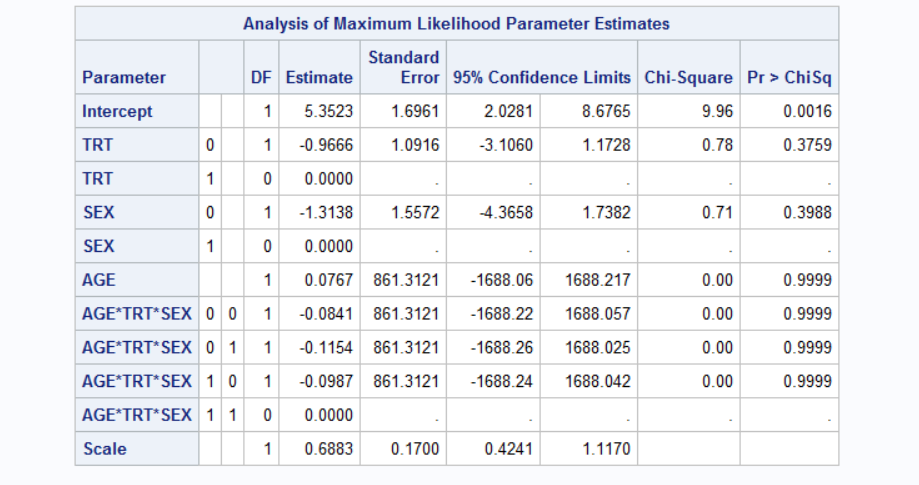 Analysis of Maximum Likelihood Parameter Estimates
Parameter DF Estimate Standard Error 95% Confidence Limits Chi-Square Pr > ChiSq
Intercept 1 5.3523 1.6961 2.0281 8.6765 9.96 0.0016
TRT 0 1 -0.9666 1.0916 -3.1060 1.1728 0.78 0.3759
TRT 1 0 0.0000 . . . . .
SEX 0 1 -1.3138 1.5572 -4.3658 1.7382 0.71 0.3988
SEX 1 0 0.0000 . . . . .
AGE 1 0.0767 861.3121 -1688.06 1688.217 0.00 0.9999
AGE*TRT*SEX 0 0 1 -0.0841 861.3121 -1688.22 1688.057 0.00 0.9999
AGE*TRT*SEX 0 1 1 -0.1154 861.3121 -1688.26 1688.025 0.00 0.9999
AGE*TRT*SEX 1 0 1 -0.0987 861.3121 -1688.24 1688.042 0.00 0.9999
AGE*TRT*SEX 1 1 0 0.0000 . . . . .
Scale 1 0.6883 0.1700 0.4241 1.1170